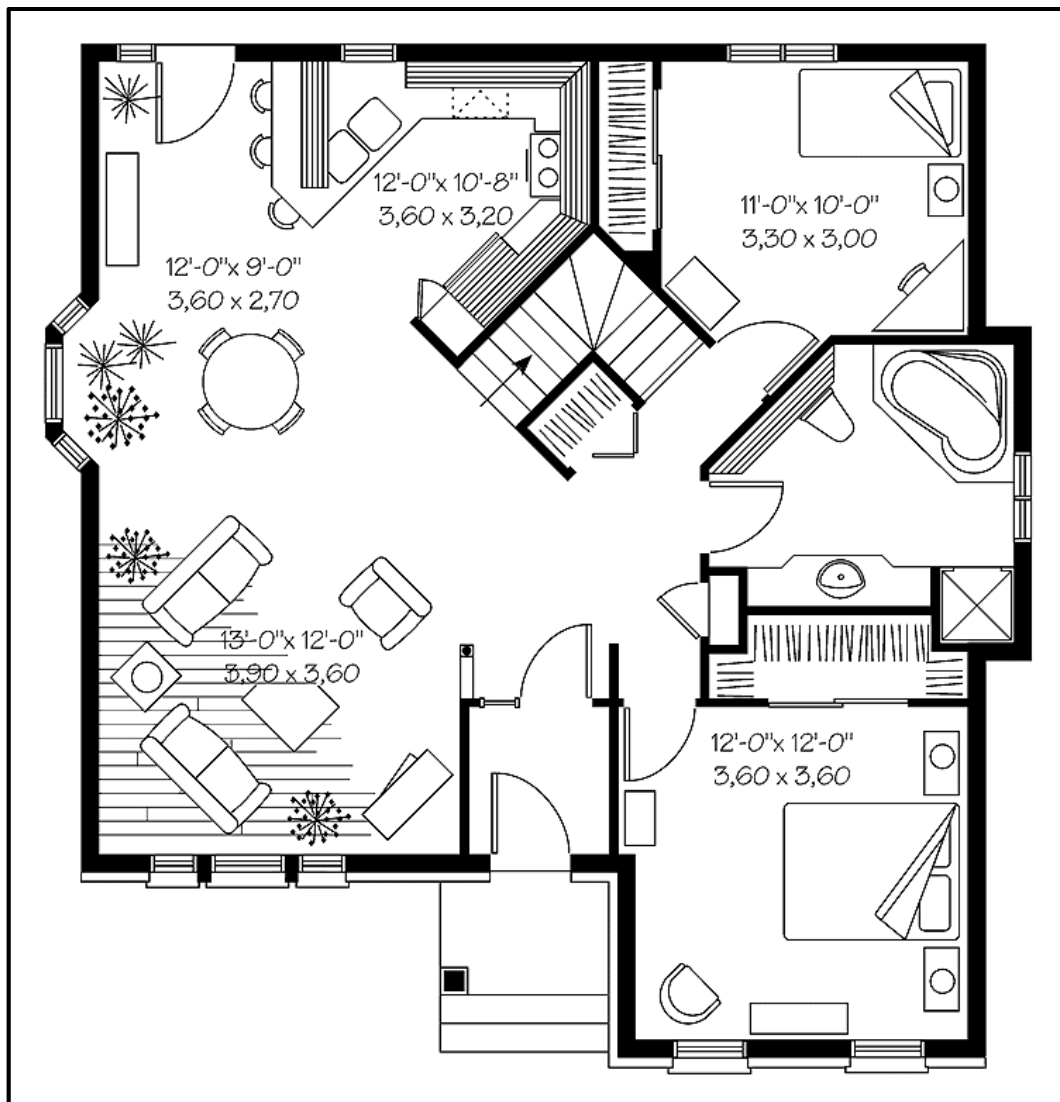 12'-0"x 10'-8"
3,60 x 3,20
11'-0"x 10'-0"
3,30 x 3,00
12'-0"x 9'-0"
3,60 x 2,70
13'-0"x 12'-0"
3,90 x 3,60
12'-0"x 12'-0"
3,60 x 3,60